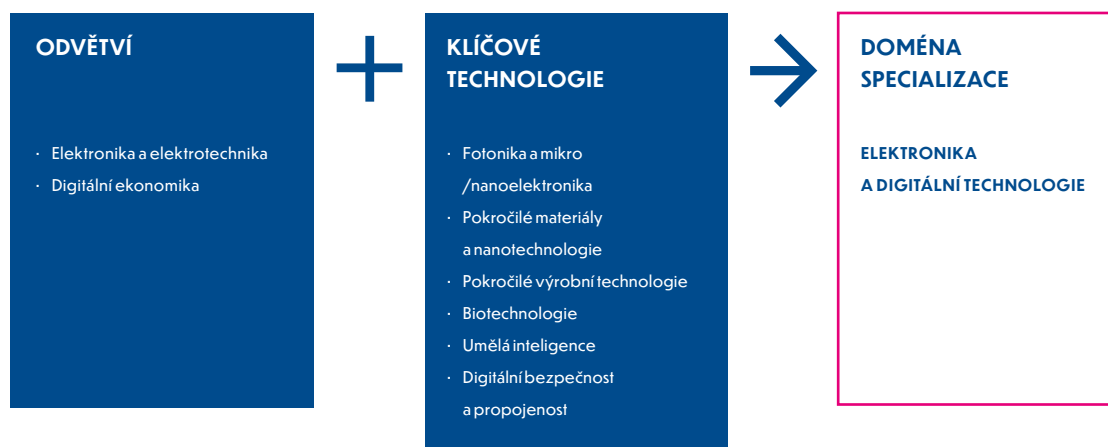 ODVĚTVÍ
· Elektronika a elektrotechnika
· Digitální ekonomika
KLÍČOVÉ
TECHNOLOGIE
· Fotonika a mikro
/nanoelektronika
· Pokročilé materiály
a nanotechnologie
· Pokročilé výrobní technologie
· Biotechnologie
· Umělá inteligence
· Digitální bezpečnost
a propojenost
DOMÉNA
SPECIALIZACE
ELEKTRONIKA
A DIGITÁLNÍ TECHNOLOGIE